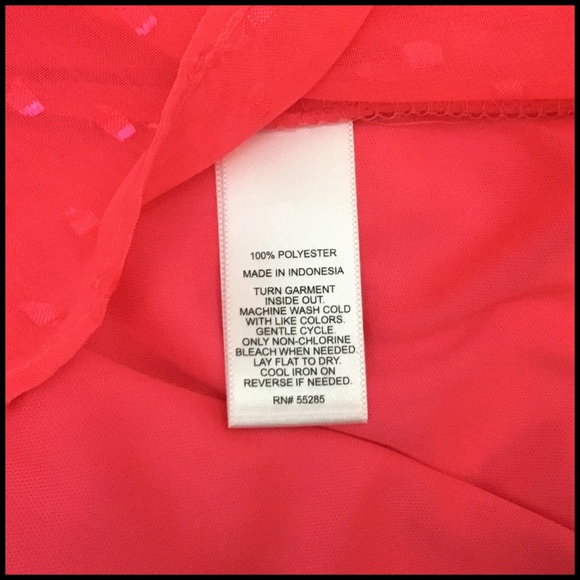 100% POLYESTER
MADE IN INDONESIA
TURN GARMENT
INSIDE OUT.
MACHINE WASH COLD
WITH LIKE COLORS.
GENTLE CYCLE.
ONLY NON-CHLORINE
BLEACH WHEN NEEDED.
LAY FLAT TO DRY.
COOL IRON ON
REVERSE IF NEEDED.
RN# 55285